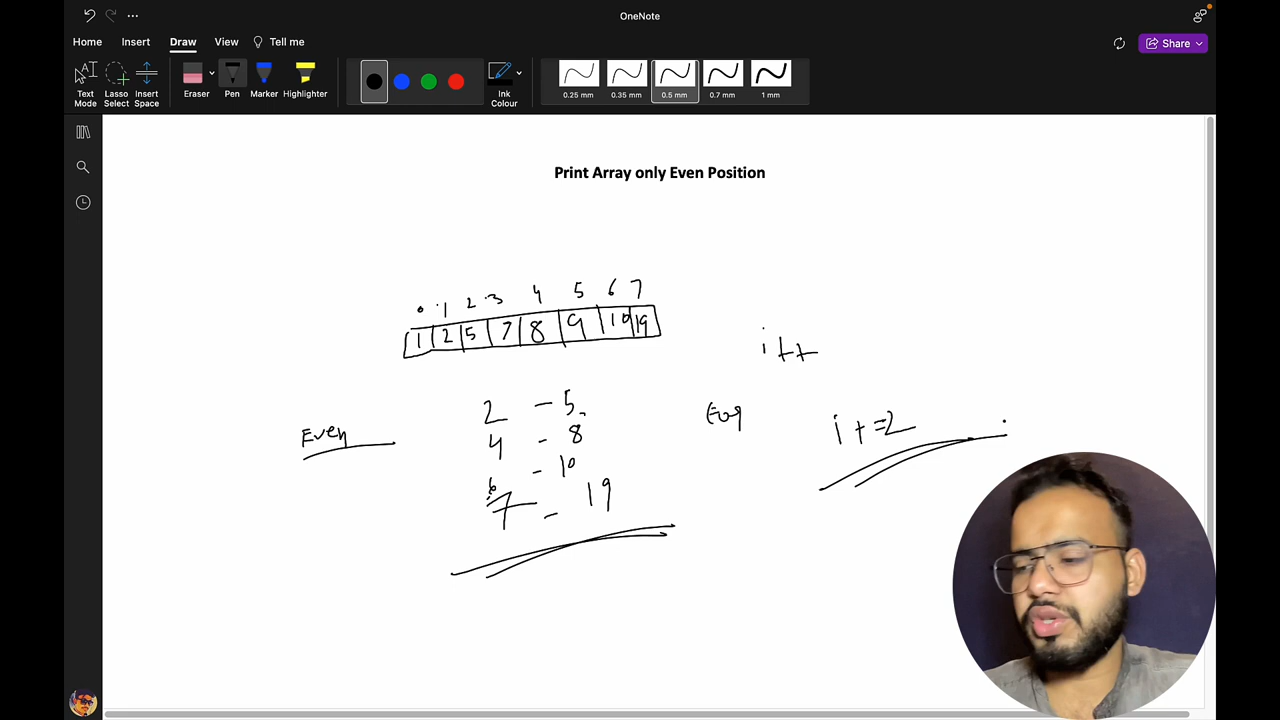 OneNote
Home Insert Draw View Tell me
Share
Text Mode
Lasso Select
Insert Space
Eraser
Pen
Marker
Highlighter
Ink Colour
0.25 mm
0.35 mm
0.5 mm
0.7 mm
1 mm
Print Array only Even Position
0 1 2 3 4 5 6 7
1 2 5 7 8 9 10 19
i++
2 - 5
4 - 8
6 - 10
7 - 19
Even
i+=2